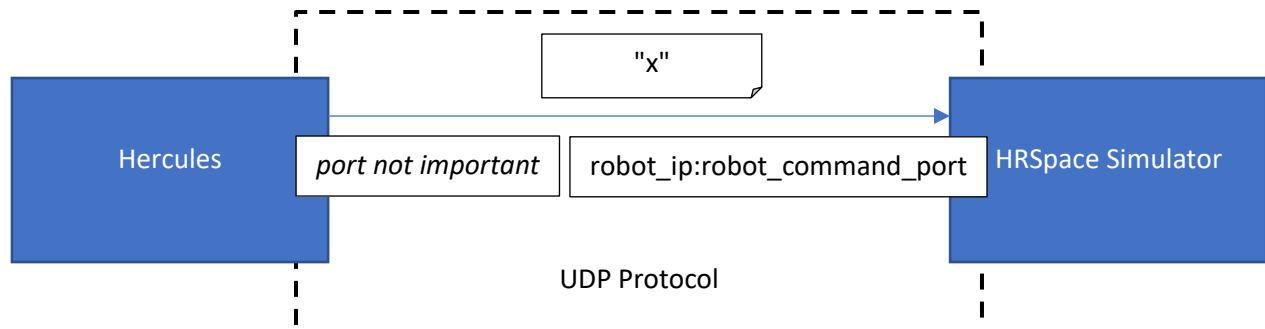 "x"
Hercules
port not important
robot_ip:robot_command_port
HRSpace Simulator
UDP Protocol